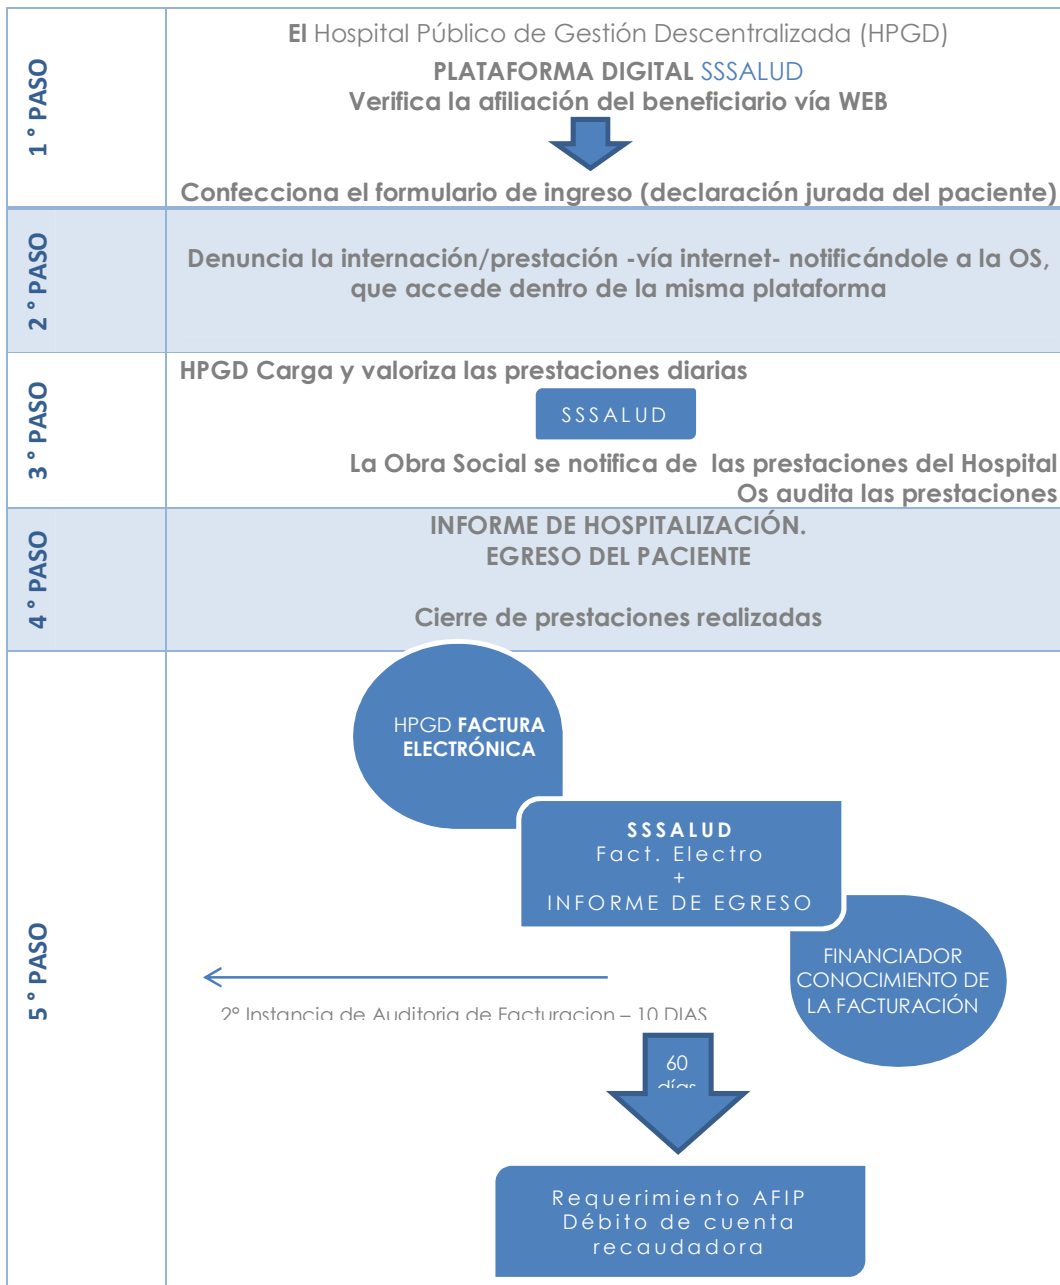 1 ° PASO
El Hospital Público de Gestión Descentralizada (HPGD)
PLATAFORMA DIGITAL SSSALUD
Verifica la afiliación del beneficiario vía WEB
Confecciona el formulario de ingreso (declaración jurada del paciente)
2 ° PASO
Denuncia la internación/prestación -vía internet- notificándole a la OS,
que accede dentro de la misma plataforma
3 ° PASO
HPGD Carga y valoriza las prestaciones diarias
SSSALUD
La Obra Social se notifica de las prestaciones del Hospital
Os audita las prestaciones
4 ° PASO
INFORME DE HOSPITALIZACIÓN.
EGRESO DEL PACIENTE
Cierre de prestaciones realizadas
5 ° PASO
HPGD FACTURA
ELECTRÓNICA
SSSALUD
Fact. Electro
+
INFORME DE EGRESO
FINANCIADOR
CONOCIMIENTO DE
LA FACTURACIÓN
2° Instancia de Auditoria de Facturacion – 10 DIAS
60
días
Requerimiento AFIP
Débito de cuenta
recaudadora